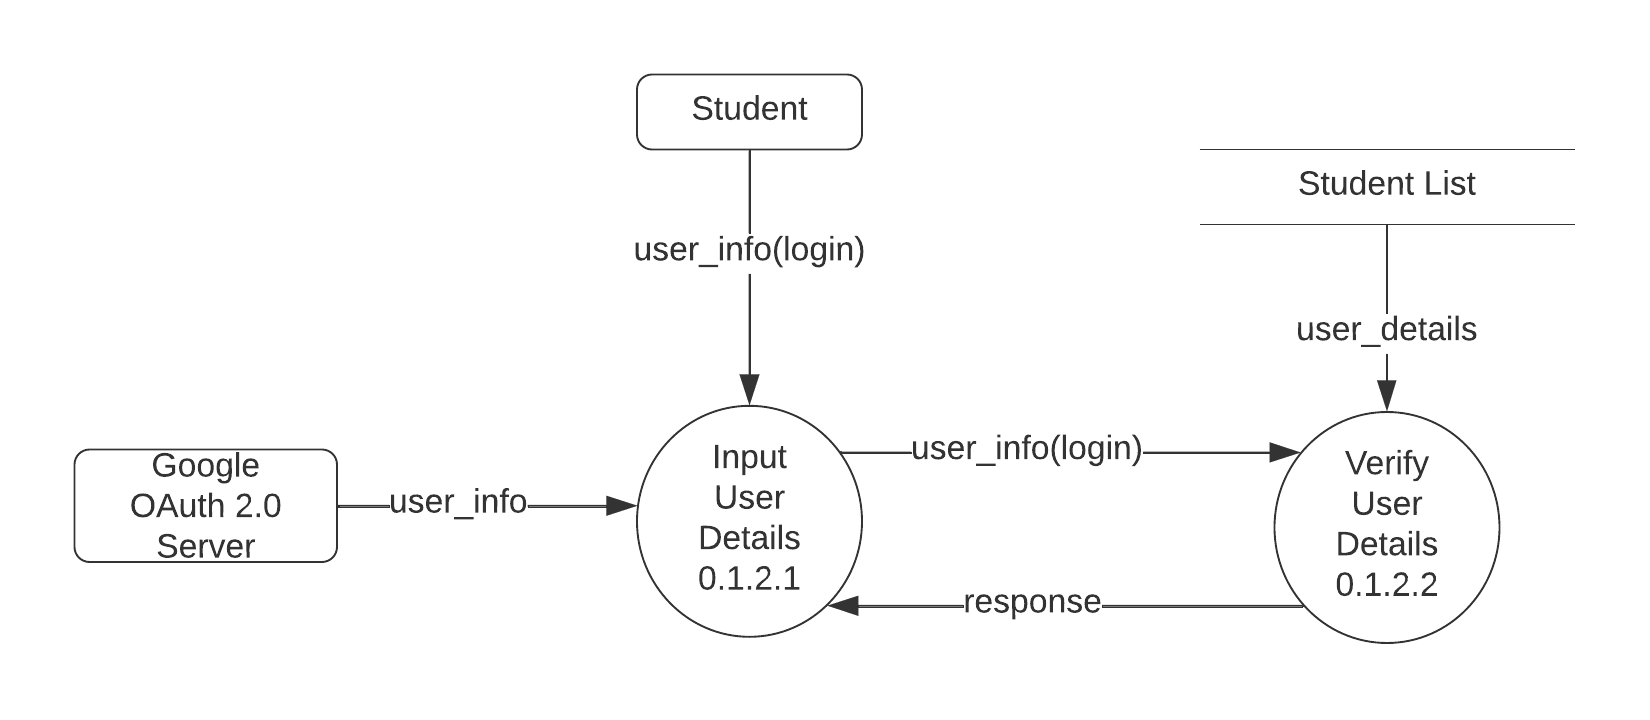 Student
Student List
user_info(login)
user_details
Google
OAuth 2.0
Server
user_info
Input
User
Details
0.1.2.1
user_info(login)
Verify
User
Details
0.1.2.2
response